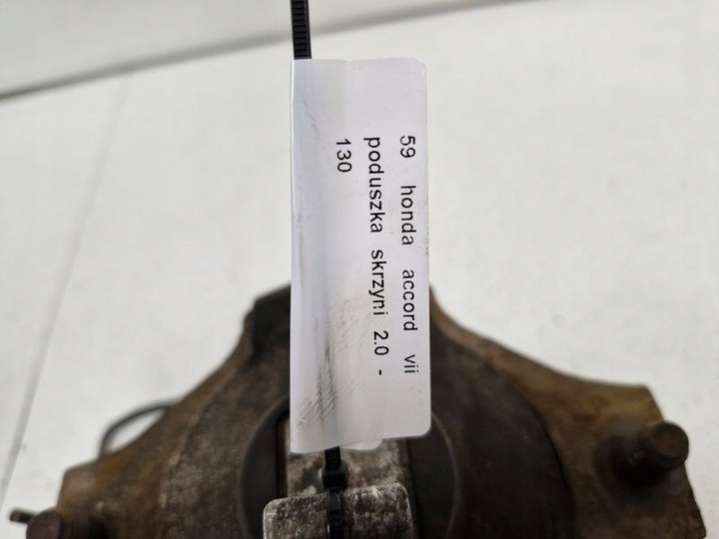 59 honda accord vii
poduszka skrzyni 2.0 -
130